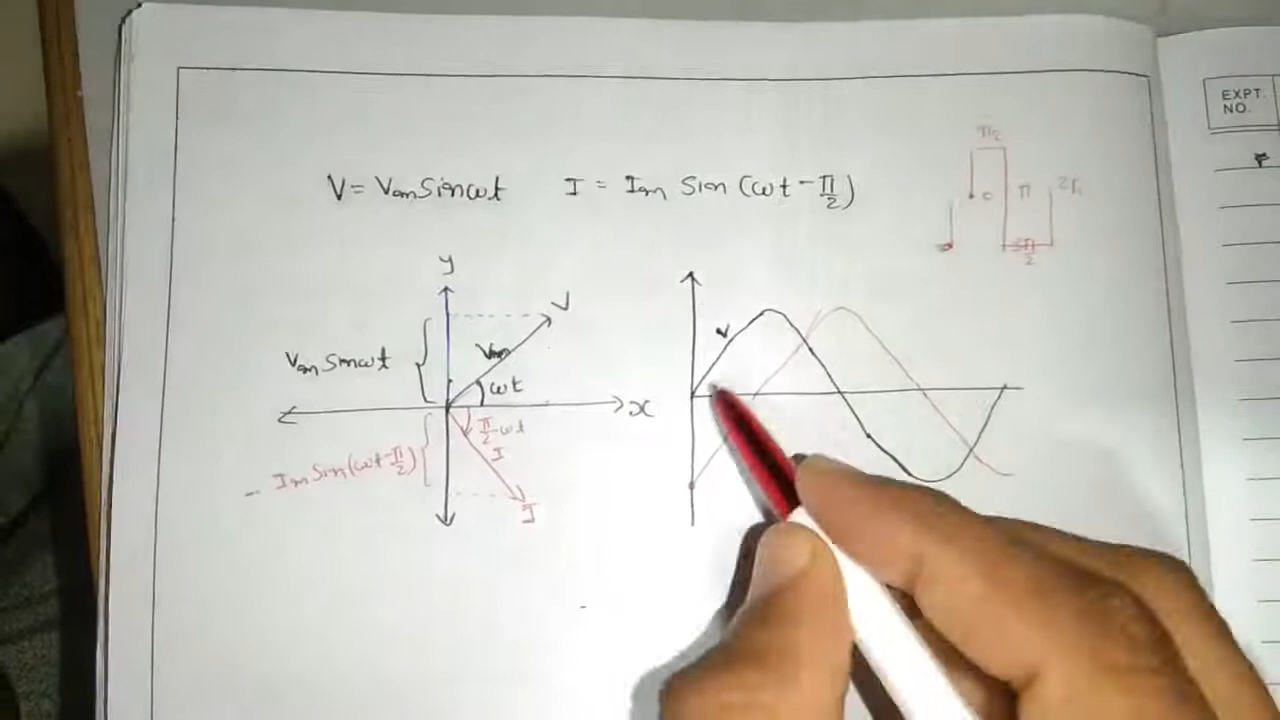 EXPT.
NO.
V = Vm Sinωt I = Im Sin (ωt - π/2)
π/2
0 π 2π
3π/2
y
V
Vm
Vm Sinωt
ωt
x
π/2 - ωt
I
- Im Sin(ωt - π/2)
I
V